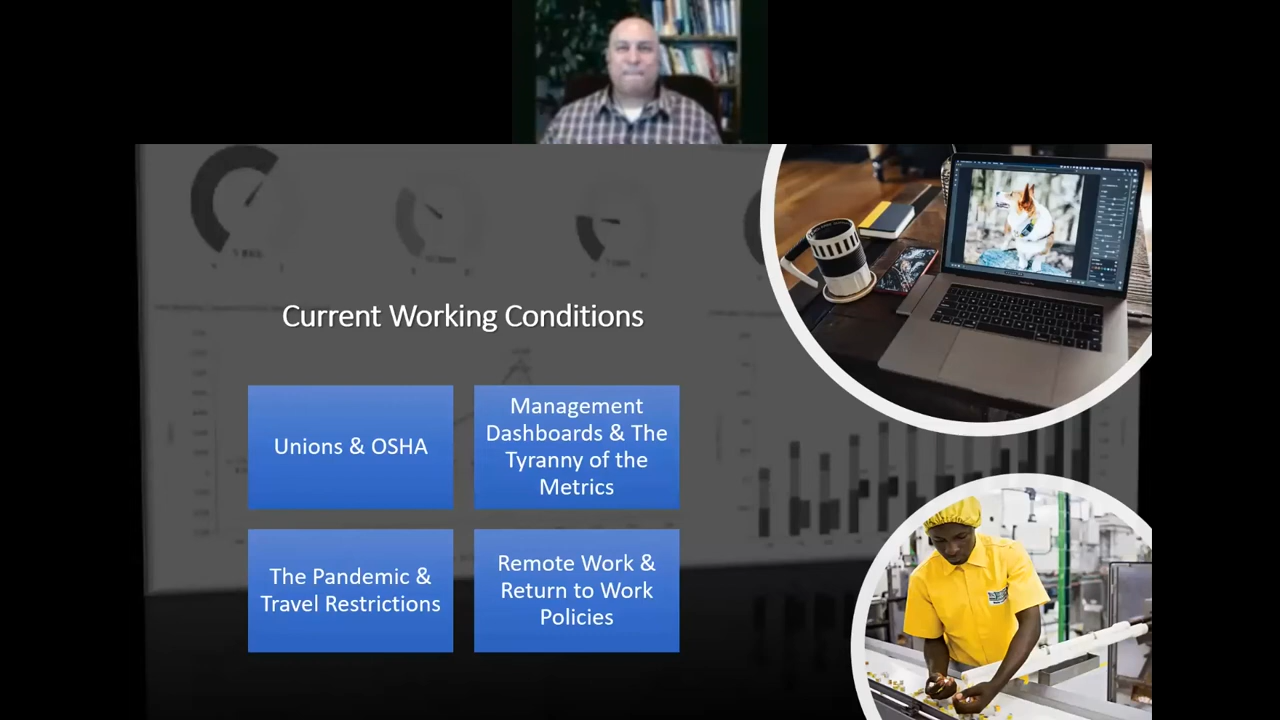 Current Working Conditions
Unions & OSHA
Management
Dashboards & The
Tyranny of the
Metrics
The Pandemic &
Travel Restrictions
Remote Work &
Return to Work
Policies